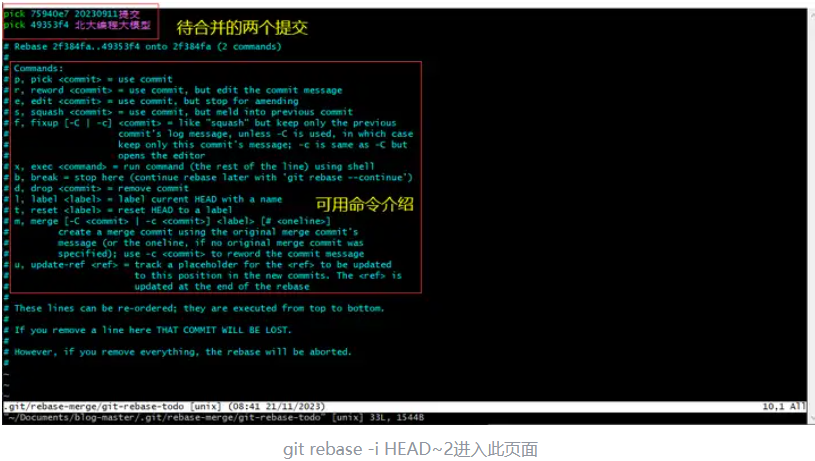 pick 75940e7 20230911提交
pick 49353f4 北大编程大模型
待合并的两个提交
# Rebase 2f384fa..49353f4 onto 2f384fa (2 commands)
#
# Commands:
# p, pick <commit> = use commit
# r, reword <commit> = use commit, but edit the commit message
# e, edit <commit> = use commit, but stop for amending
# s, squash <commit> = use commit, but meld into previous commit
# f, fixup [-C | -c] <commit> = like "squash" but keep only the previous
# commit's log message, unless -C is used, in which case
# keep only this commit's message; -c is same as -C but
# opens the editor
# x, exec <command> = run command (the rest of the line) using shell
# b, break = stop here (continue rebase later with 'git rebase --continue')
# d, drop <commit> = remove commit
# l, label <label> = label current HEAD with a name
# t, reset <label> = reset HEAD to a label
可用命令介绍
# m, merge [-C <commit> | -c <commit>] <label> [# <oneline>]
# create a merge commit using the original merge commit's
# message (or the oneline, if no original merge commit was
# specified); use -c <commit> to reword the commit message
# u, update-ref <ref> = track a placeholder for the <ref> to be updated
# to this position in the new commits. The <ref> is
# updated at the end of the rebase
#
# These lines can be re-ordered; they are executed from top to bottom.
#
# If you remove a line here THAT COMMIT WILL BE LOST.
#
# However, if you remove everything, the rebase will be aborted.
#
~
~
~
.git/rebase-merge/git-rebase-todo [unix] (08:41 21/11/2023) 10,1 All
"~/Documents/blog-master/.git/rebase-merge/git-rebase-todo" [unix] 33L, 1544B
git rebase -i HEAD~2进入此页面